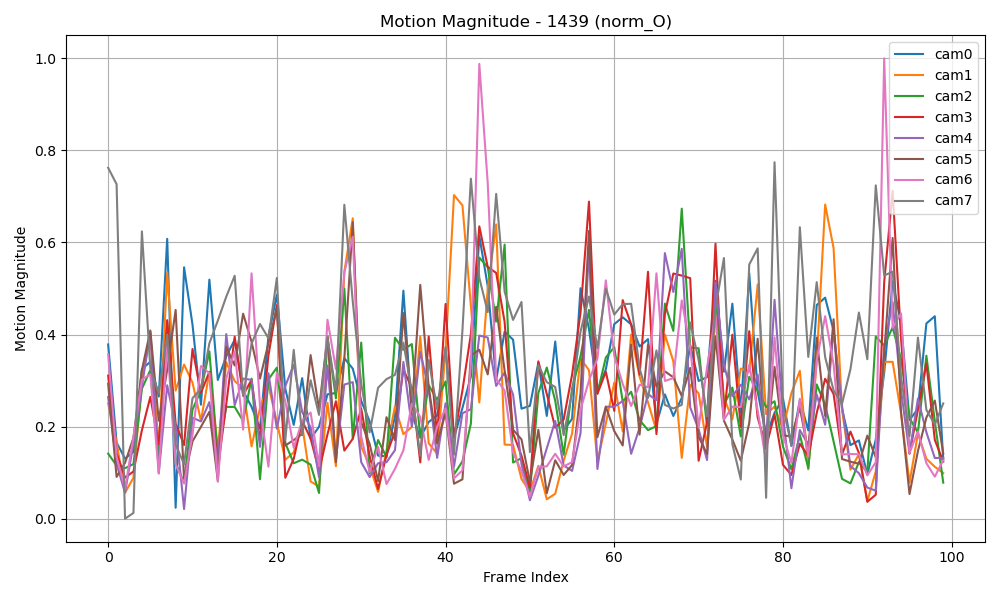 Motion Magnitude - 1439 (norm_O)
Motion Magnitude
1.0
0.8
0.6
0.4
0.2
0.0
0
20
40
60
80
100
Frame Index
cam0
cam1
cam2
cam3
cam4
cam5
cam6
cam7